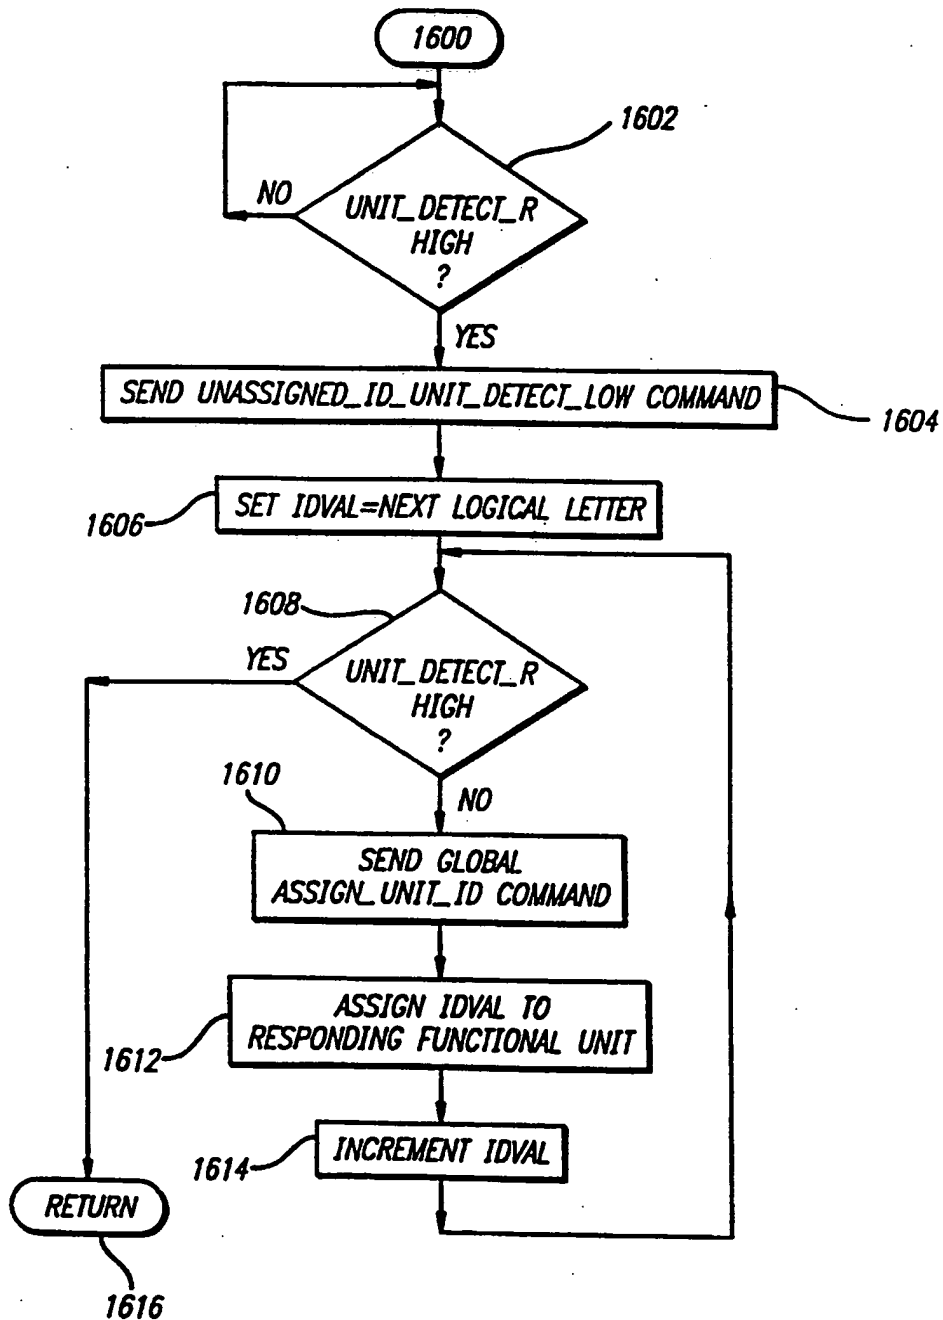 1600
1602
NO
UNIT_DETECT_R
HIGH
?
YES
SEND UNASSIGNED_ID_UNIT_DETECT_LOW COMMAND
1604
SET IDVAL=NEXT LOGICAL LETTER
1606
1608
YES
UNIT_DETECT_R
HIGH
?
1610
NO
SEND GLOBAL
ASSIGN_UNIT_ID COMMAND
ASSIGN IDVAL TO
RESPONDING FUNCTIONAL UNIT
1612
INCREMENT IDVAL
1614
RETURN
1616